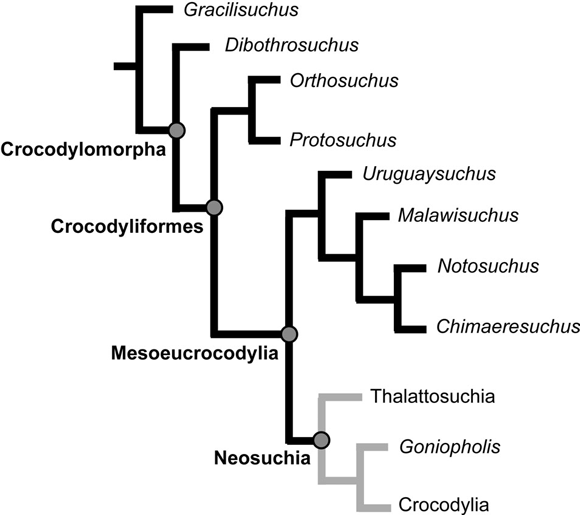 Gracilisuchus
Dibothrosuchus
Orthosuchus
Crocodylomorpha
Protosuchus
Uruguaysuchus
Malawisuchus
Crocodyliformes
Notosuchus
Chimaeresuchus
Mesoeucrocodylia
Thalattosuchia
Goniopholis
Neosuchia
Crocodylia